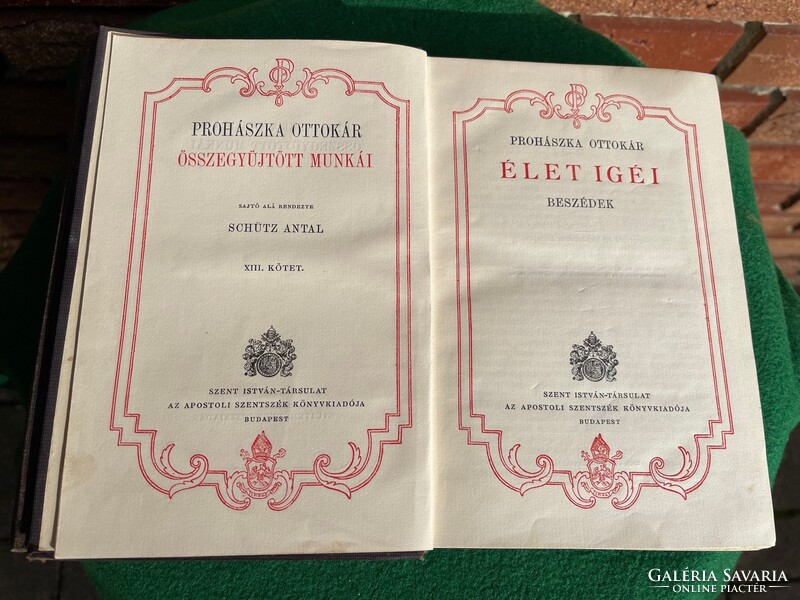 PROHÁSZKA OTTOKÁR
ÖSSZEGYÜJTÖTT MUNKÁI
SAJTÓ ALÁ RENDEZTE
SCHÜTZ ANTAL
XIII. KÖTET.
SZENT ISTVÁN-TÁRSULAT
AZ APOSTOLI SZENTSZÉK KÖNYVKIADÓJA
BUDAPEST
PROHÁSZKA OTTOKÁR
ÉLET IGÉI
BESZÉDEK
SZENT ISTVÁN-TÁRSULAT
AZ APOSTOLI SZENTSZÉK KÖNYVKIADÓJA
BUDAPEST
GALÉRIA SAVARIA
ONLINE PIACTÉR